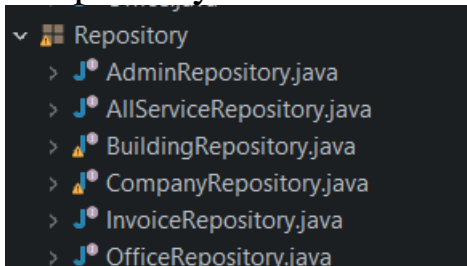 Repository
AdminRepository.java
AllServiceRepository.java
BuildingRepository.java
CompanyRepository.java
InvoiceRepository.java
OfficeRepository.java